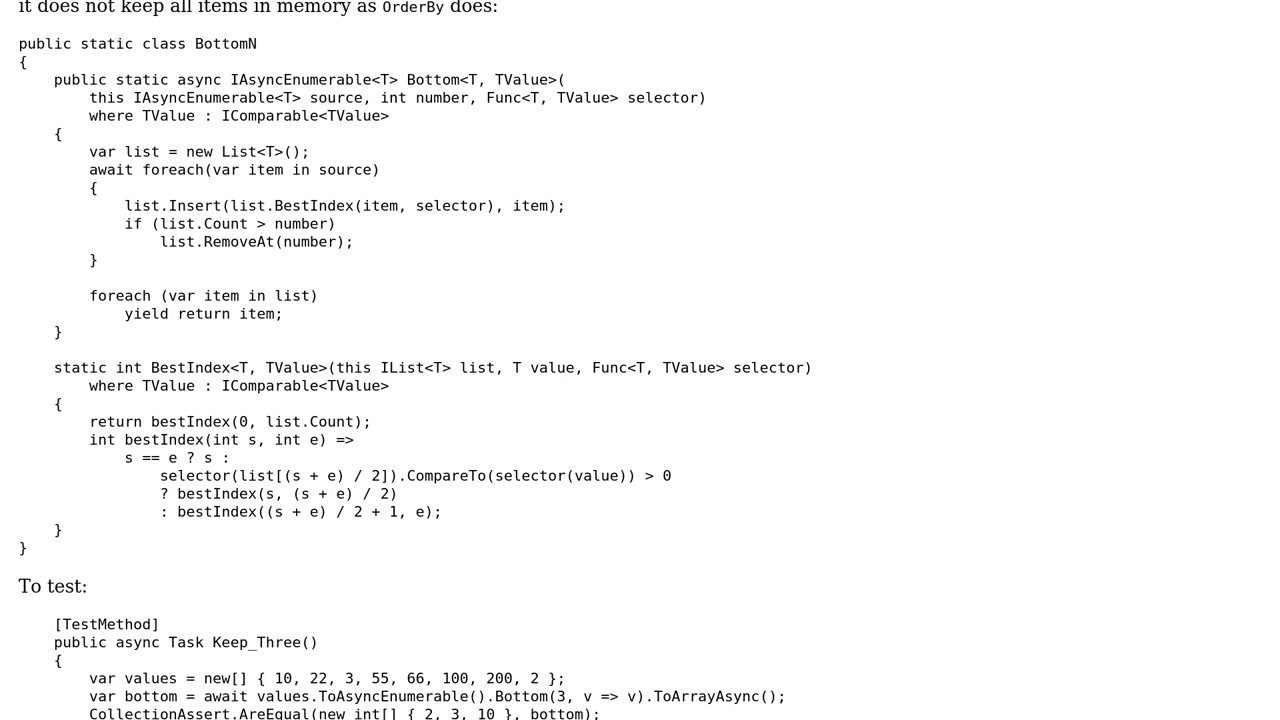 it does not keep all items in memory as OrderBy does:
public static class BottomN
{
    public static async IAsyncEnumerable<T> Bottom<T, TValue>(
        this IAsyncEnumerable<T> source, int number, Func<T, TValue> selector)
        where TValue : IComparable<TValue>
    {
        var list = new List<T>();
        await foreach(var item in source)
        {
            list.Insert(list.BestIndex(item, selector), item);
            if (list.Count > number)
                list.RemoveAt(number);
        }

        foreach (var item in list)
            yield return item;
    }

    static int BestIndex<T, TValue>(this IList<T> list, T value, Func<T, TValue> selector)
        where TValue : IComparable<TValue>
    {
        return bestIndex(0, list.Count);
        int bestIndex(int s, int e) =>
            s == e ? s :
                selector(list[(s + e) / 2]).CompareTo(selector(value)) > 0
                ? bestIndex(s, (s + e) / 2)
                : bestIndex((s + e) / 2 + 1, e);
    }
}
To test:
    [TestMethod]
    public async Task Keep_Three()
    {
        var values = new[] { 10, 22, 3, 55, 66, 100, 200, 2 };
        var bottom = await values.ToAsyncEnumerable().Bottom(3, v => v).ToArrayAsync();
        CollectionAssert.AreEqual(new int[] { 2, 3, 10 }, bottom);